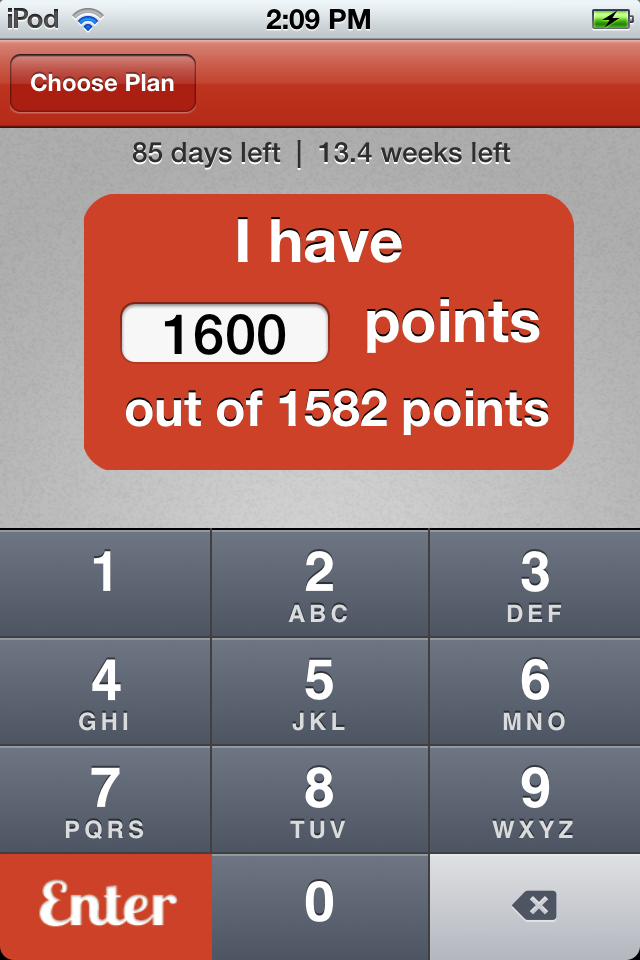 iPod 2:09 PM
Choose Plan
85 days left | 13.4 weeks left
I have
1600 points
out of 1582 points
1 2 3
ABC DEF
4 5 6
GHI JKL MNO
7 8 9
PQRS TUV WXYZ
Enter 0